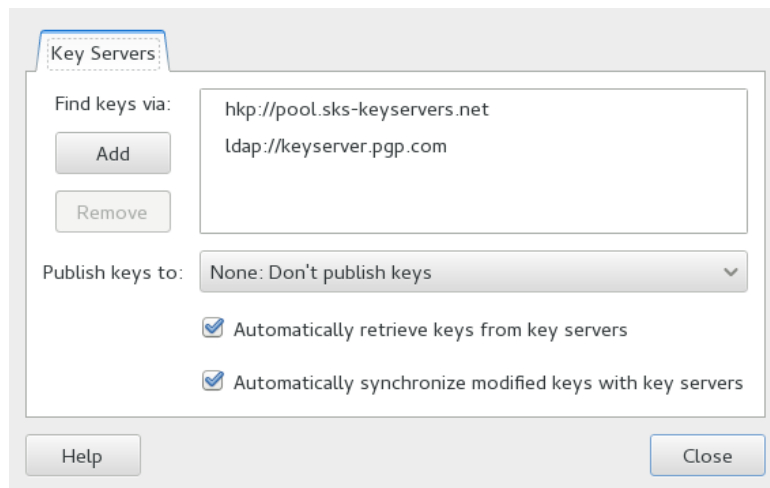 Key Servers
Find keys via:
hkp://pool.sks-keyservers.net
ldap://keyserver.pgp.com
Add
Remove
Publish keys to:
None: Don't publish keys
Automatically retrieve keys from key servers
Automatically synchronize modified keys with key servers
Help
Close